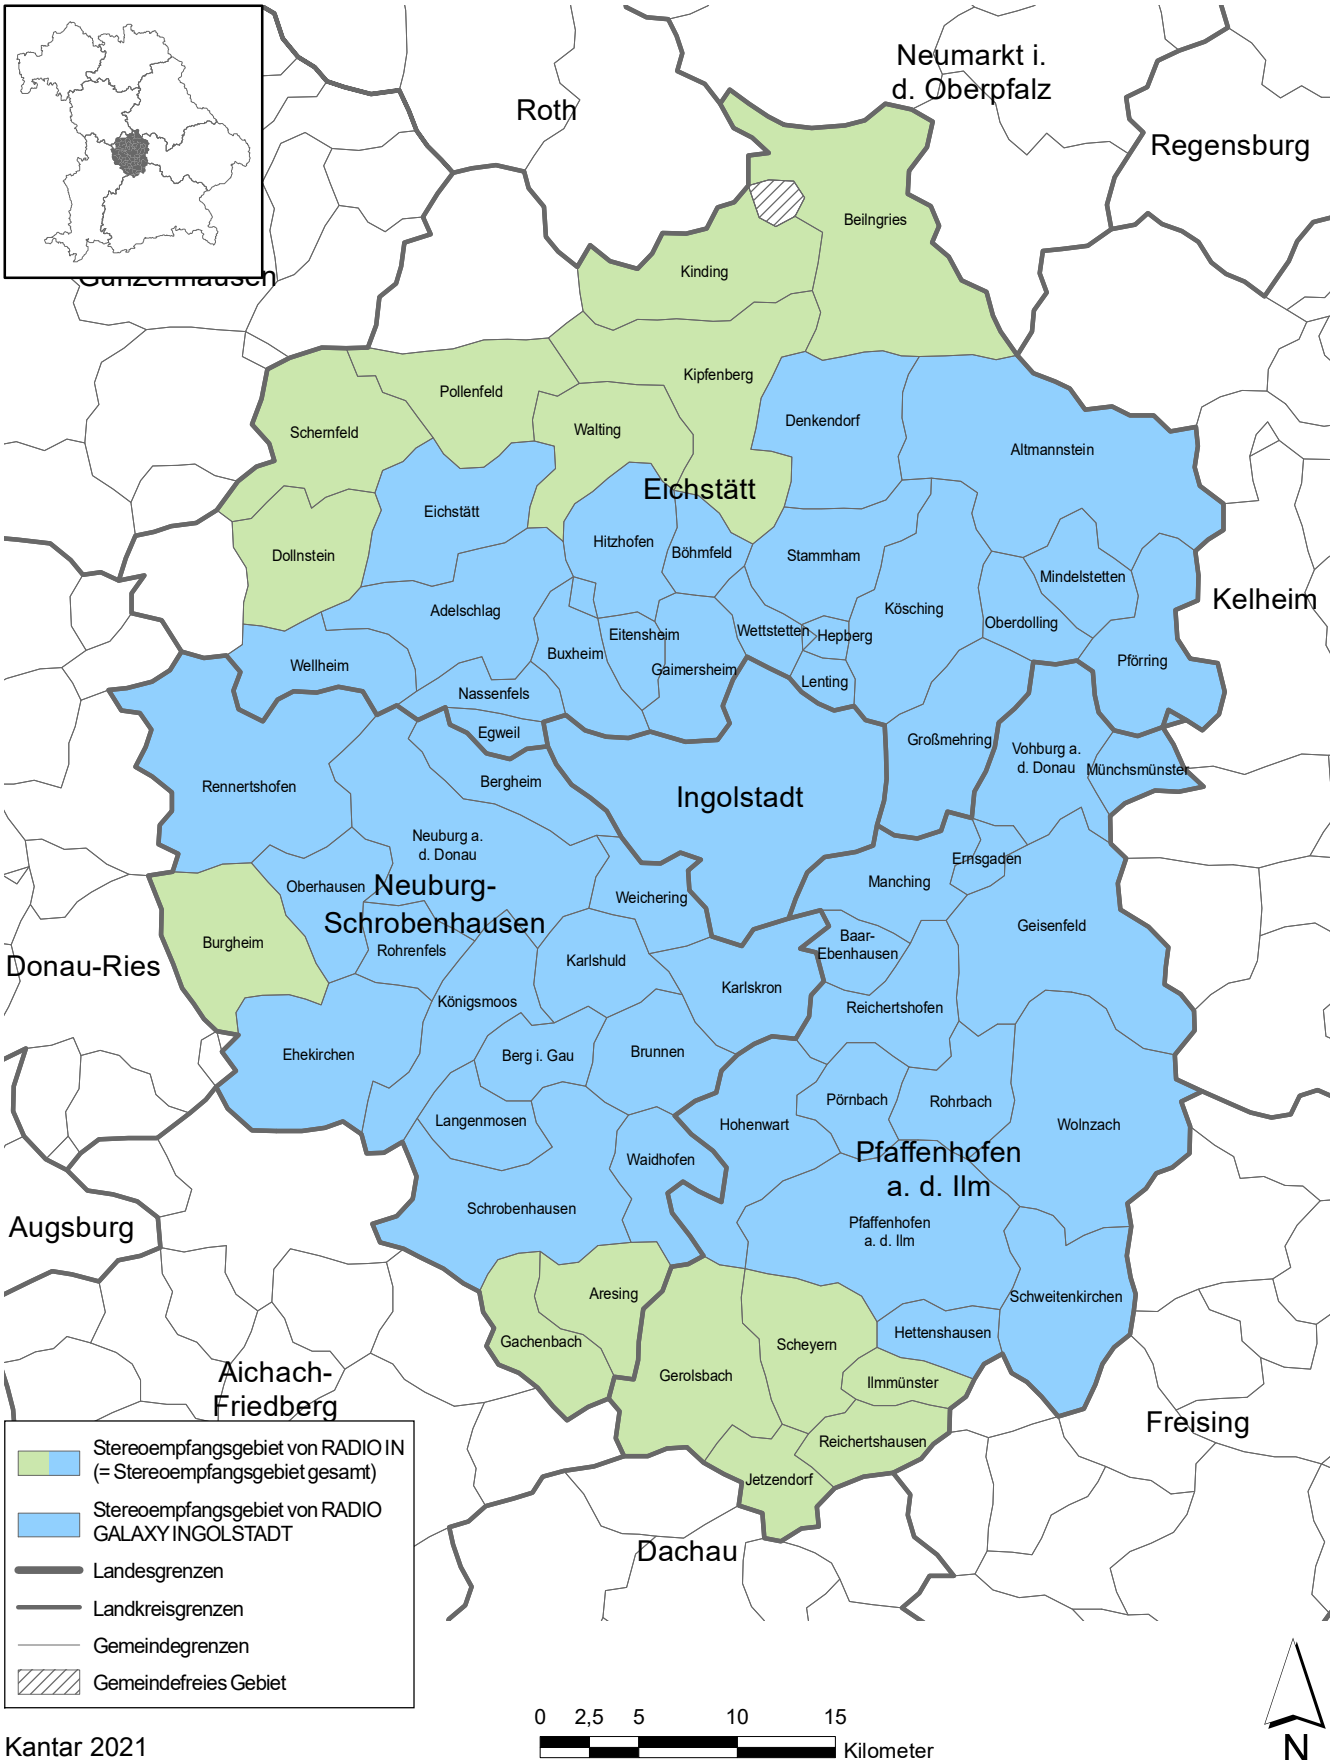 Neumarkt i.
d. Oberpfalz
Roth
Regensburg
Beilngries
Gunzenhausen
Kinding
Kipfenberg
Pollenfeld
Denkendorf
Schernfeld
Walting
Altmannstein
Eichstätt
Eichstätt
Hitzhofen
Böhmfeld
Stammham
Dollnstein
Mindelstetten
Kelheim
Adelschlag
Kösching
Oberdolling
Eitensheim
Wettstetten
Hepberg
Buxheim
Gaimersheim
Pförring
Wellheim
Lenting
Nassenfels
Egweil
Großmehring
Vohburg a.
d. Donau
Münchsmünster
Bergheim
Rennertshofen
Ingolstadt
Neuburg a.
d. Donau
Ernsgaden
Oberhausen
Manching
Neuburg-
Schrobenhausen
Weichering
Geisenfeld
Burgheim
Rohrenfels
Baar-
Ebenhausen
Donau-Ries
Karlshuld
Karlskron
Königsmoos
Reichertshofen
Ehekirchen
Berg i. Gau
Brunnen
Pörnbach
Rohrbach
Langenmosen
Hohenwart
Wolnzach
Waidhofen
Pfaffenhofen
a. d. Ilm
Schrobenhausen
Augsburg
Pfaffenhofen
a. d. Ilm
Aresing
Schweitenkirchen
Gachenbach
Hettenshausen
Scheyern
Aichach-
Friedberg
Gerolsbach
Ilmmünster
Freising
Reichertshausen
Jetzendorf
Dachau
Stereoempfangsgebiet von RADIO IN
(= Stereoempfangsgebiet gesamt)
Stereoempfangsgebiet von RADIO
GALAXY INGOLSTADT
Landesgrenzen
Landkreisgrenzen
Gemeindegrenzen
Gemeindefreies Gebiet
0 2,5 5 10 15
Kilometer
N
Kantar 2021